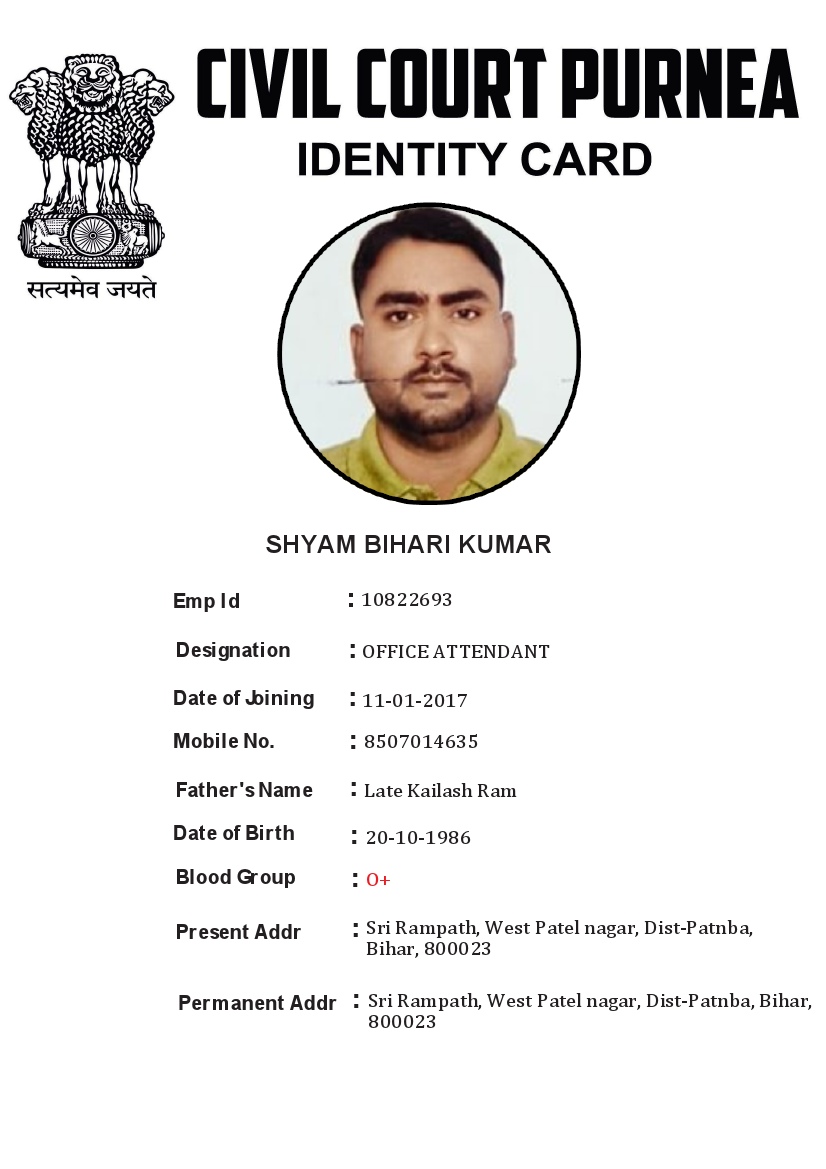 CIVIL COURT PURNEA
IDENTITY CARD
सत्यमेव जयते
SHYAM BIHARI KUMAR
Emp Id : 10822693
Designation : OFFICE ATTENDANT
Date of Joining : 11-01-2017
Mobile No. : 8507014635
Father's Name : Late Kailash Ram
Date of Birth : 20-10-1986
Blood Group : O+
Present Addr : Sri Rampath, West Patel nagar, Dist-Patnba,
Bihar, 800023
Permanent Addr : Sri Rampath, West Patel nagar, Dist-Patnba, Bihar,
800023